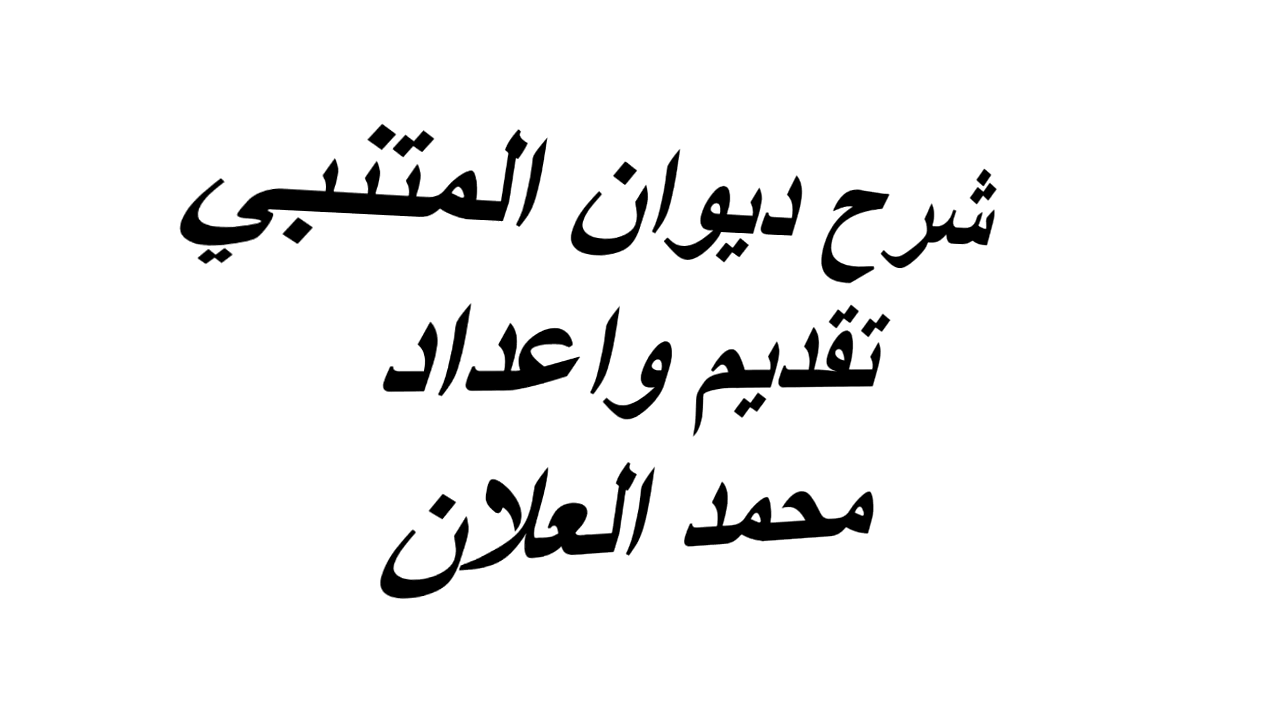 شرح ديوان المتنبي
تقديم واعداد
محمد العلان